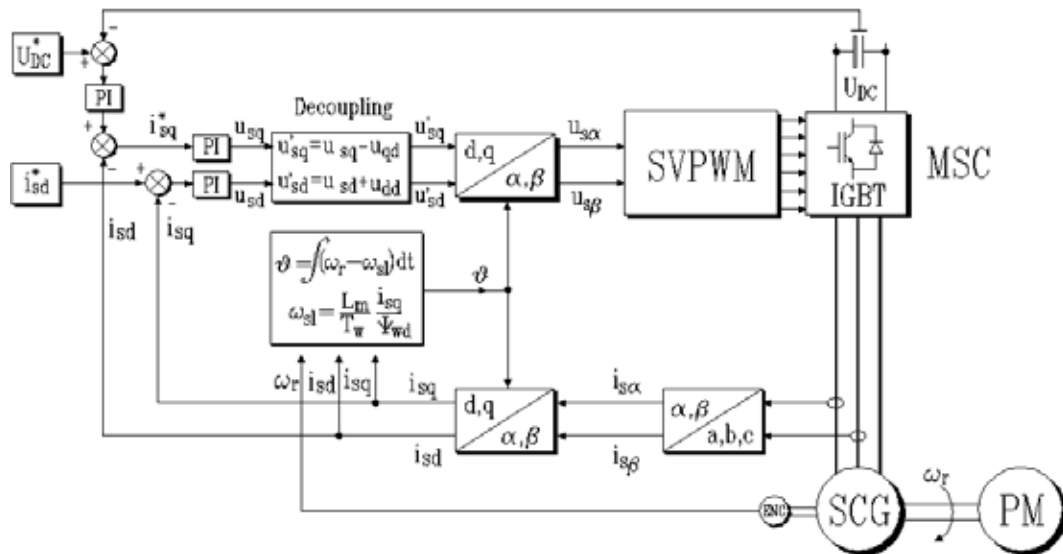 −
U*DC
+
PI
UDC
Decoupling
+
i*sq
PI
usq
u'sq=usq−uqd
u'sq
d,q
usα
SVPWM
MSC
−
i*sd
+
PI
usd
u'sd=usd+udd
u'sd
α,β
usβ
IGBT
−
isd
isq
ϑ=∫(ωr−ωsl)dt
ϑ
ωsl=Lm/Tw isq/Ψwd
ωr
isd
isq
isq
d,q
isα
α,β
isd
α,β
isβ
a,b,c
ENC
SCG
ωr
PM